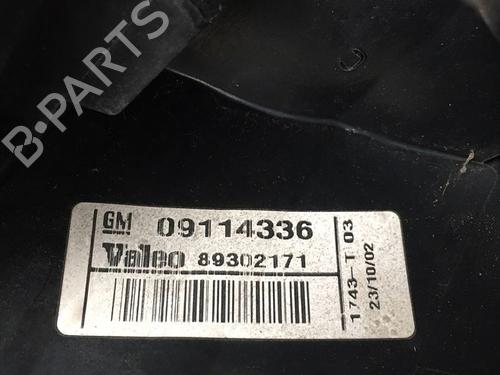 B-PARTS
GM 09114336
Valeo 89302171
1743-T 03
23/10/02